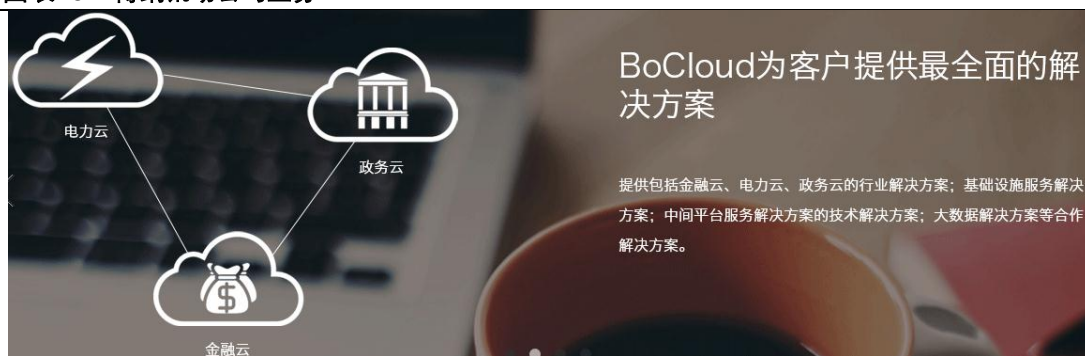 BoCloud为客户提供最全面的解
决方案
电力云
政务云
提供包括金融云、电力云、政务云的行业解决方案；基础设施服务解决
方案；中间平台服务解决方案的技术解决方案；大数据解决方案等合作
解决方案。
金融云